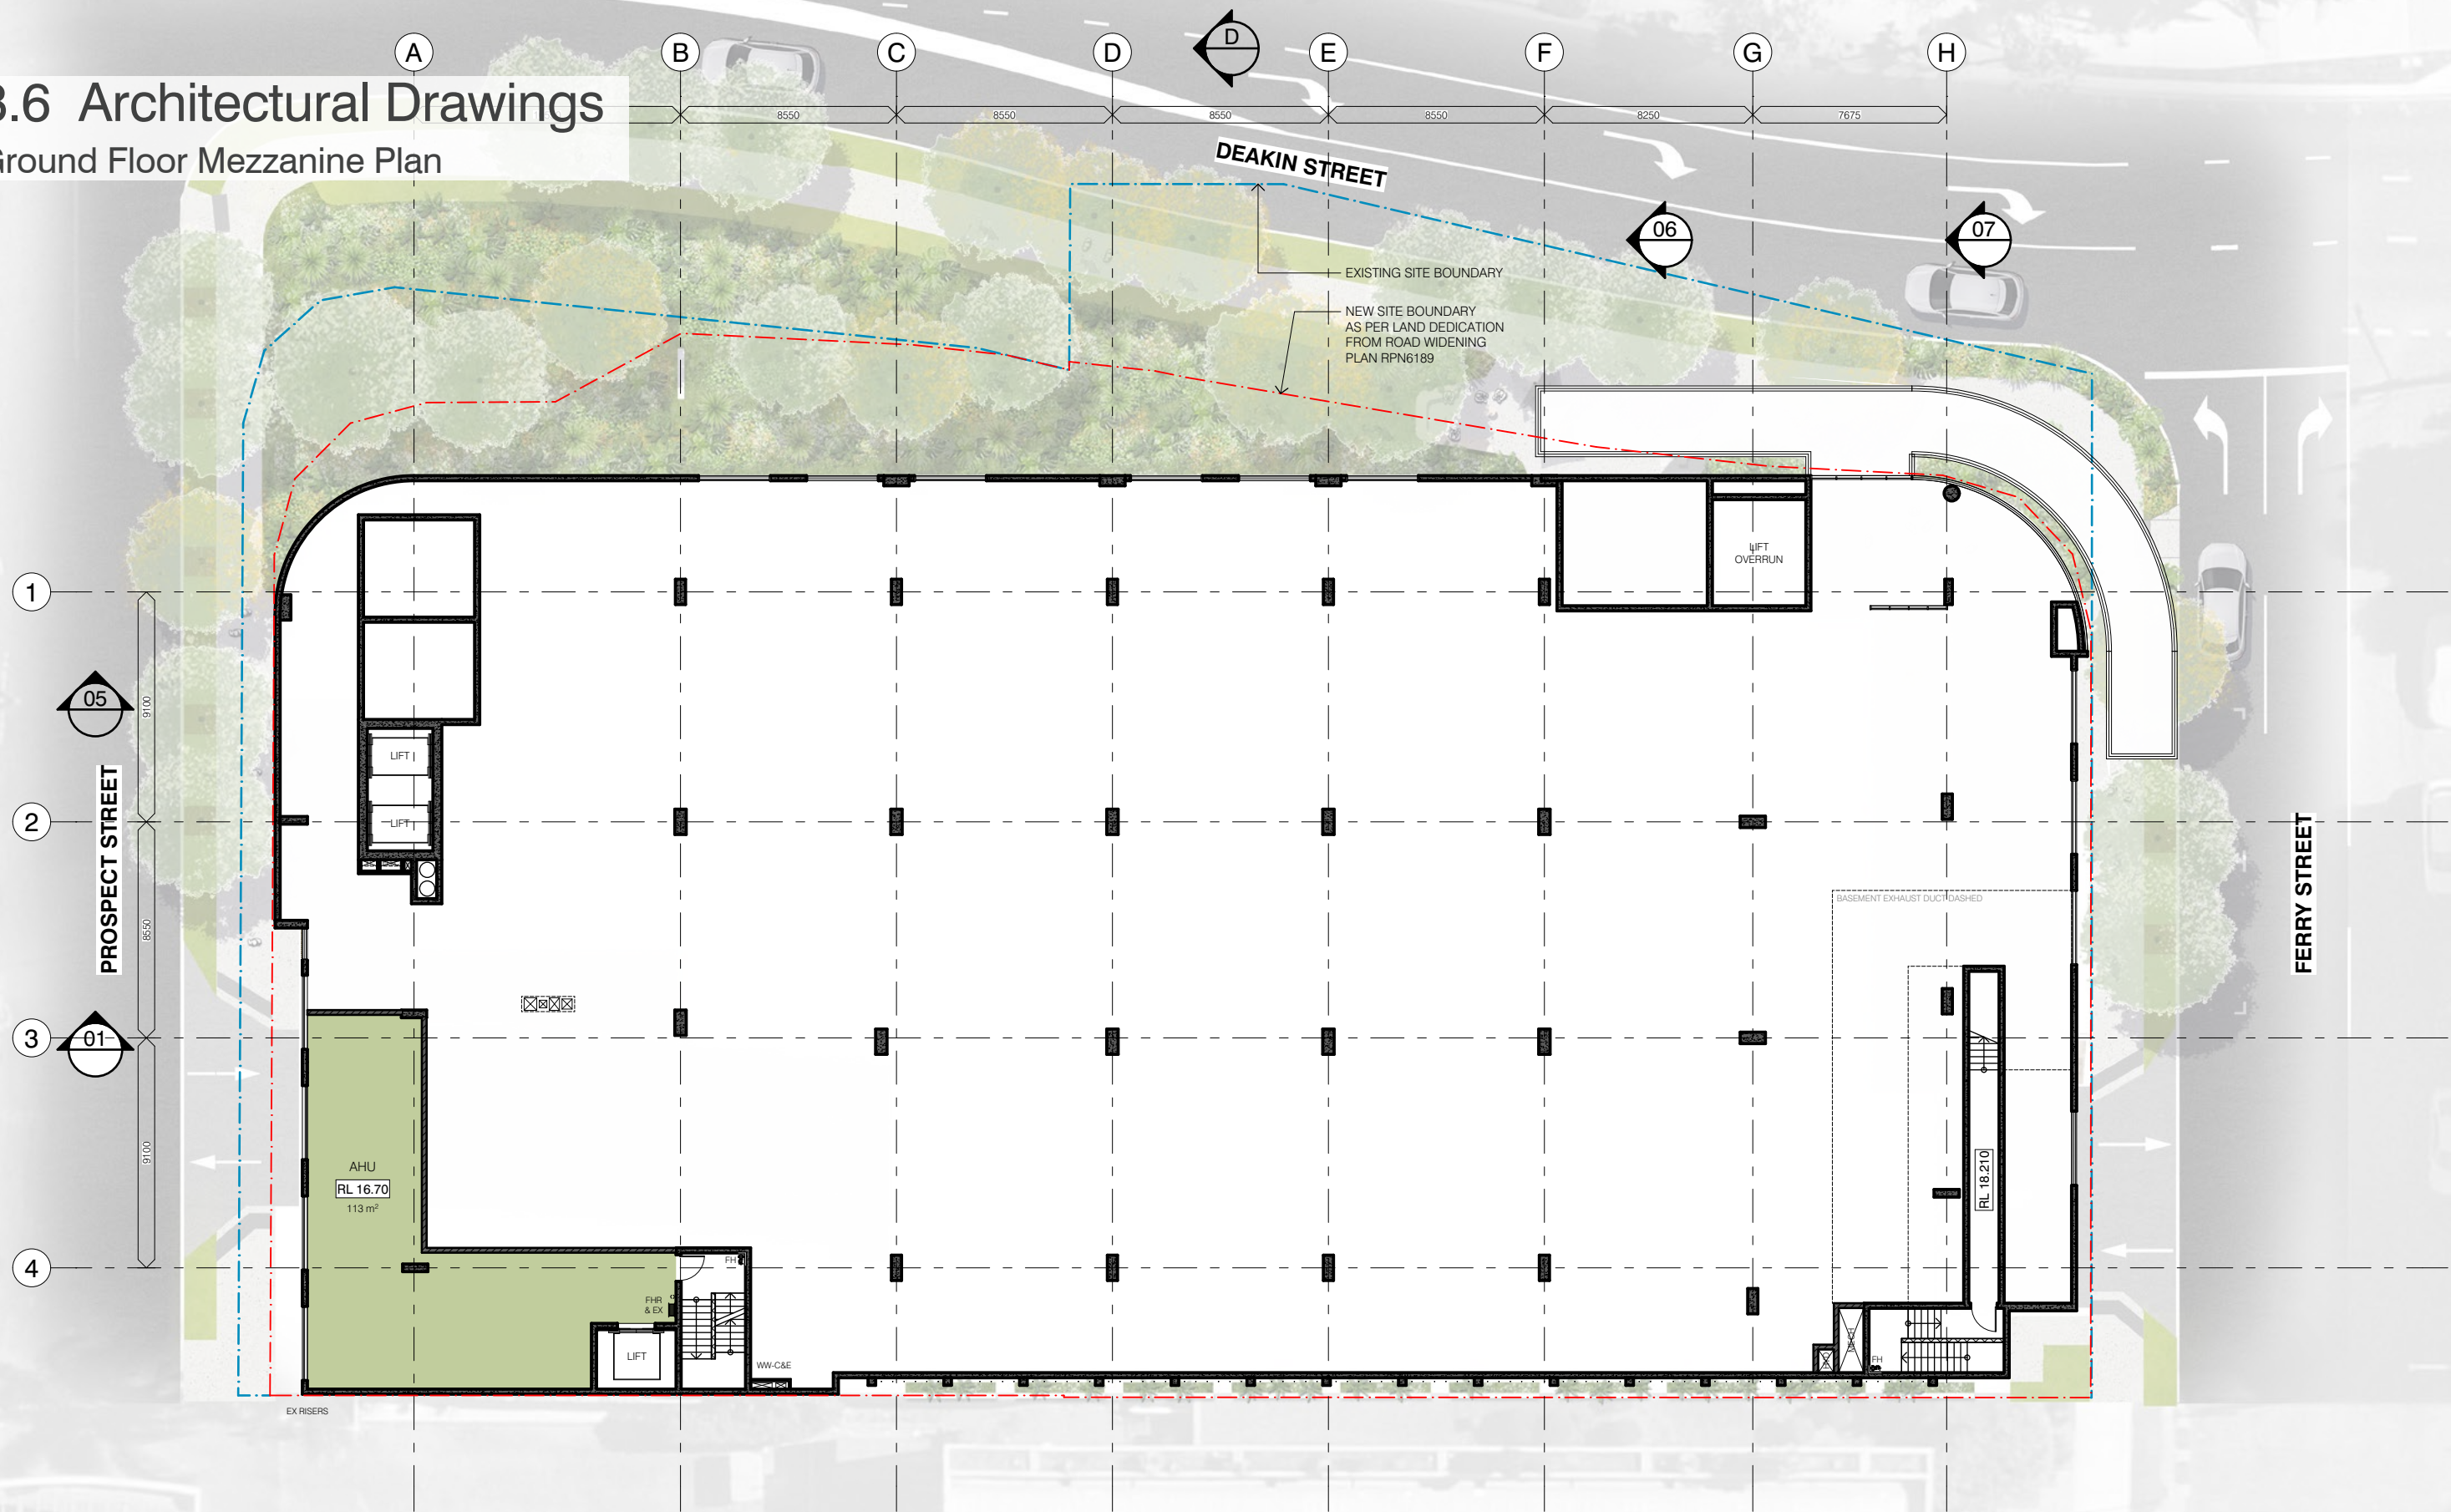 A
B
C
D
D
E
F
G
H
.6 Architectural Drawings
Ground Floor Mezzanine Plan
8550
8550
8550
8550
8250
7675
DEAKIN STREET
06
07
EXISTING SITE BOUNDARY
NEW SITE BOUNDARY
AS PER LAND DEDICATION
FROM ROAD WIDENING
PLAN RPN6189
LIFT
OVERRUN
1
05
9100
LIFT
LIFT
2
PROSPECT STREET
FERRY STREET
8550
BASEMENT EXHAUST DUCT DASHED
3
01
9100
AHU
RL 16.70
113 m²
RL 18.210
4
FH
FHR
& EX
LIFT
WW-C&E
MECH
FH
EX RISERS